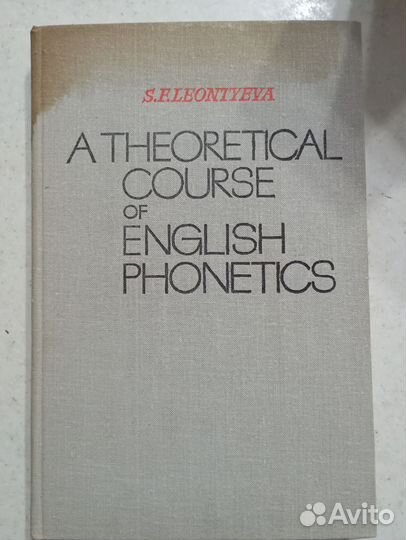 S.F.LEONTYEVA
A THEORETICAL
COURSE
OF
ENGLISH
PHONETICS
Avito